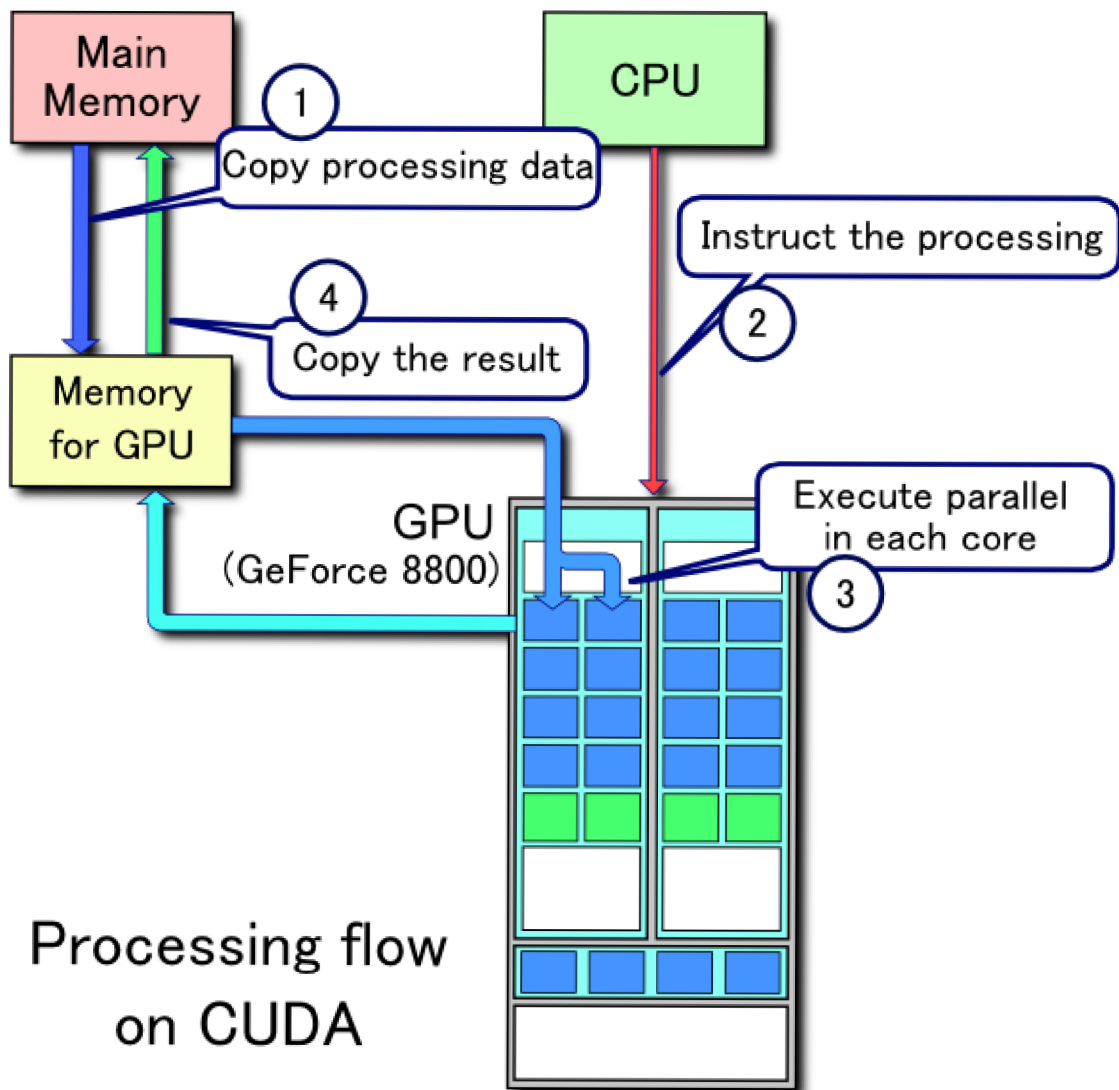 Main
Memory
CPU
1
Copy processing data
Instruct the processing
2
4
Copy the result
Memory
for GPU
GPU
(GeForce 8800)
Execute parallel
in each core
3
Processing flow
on CUDA